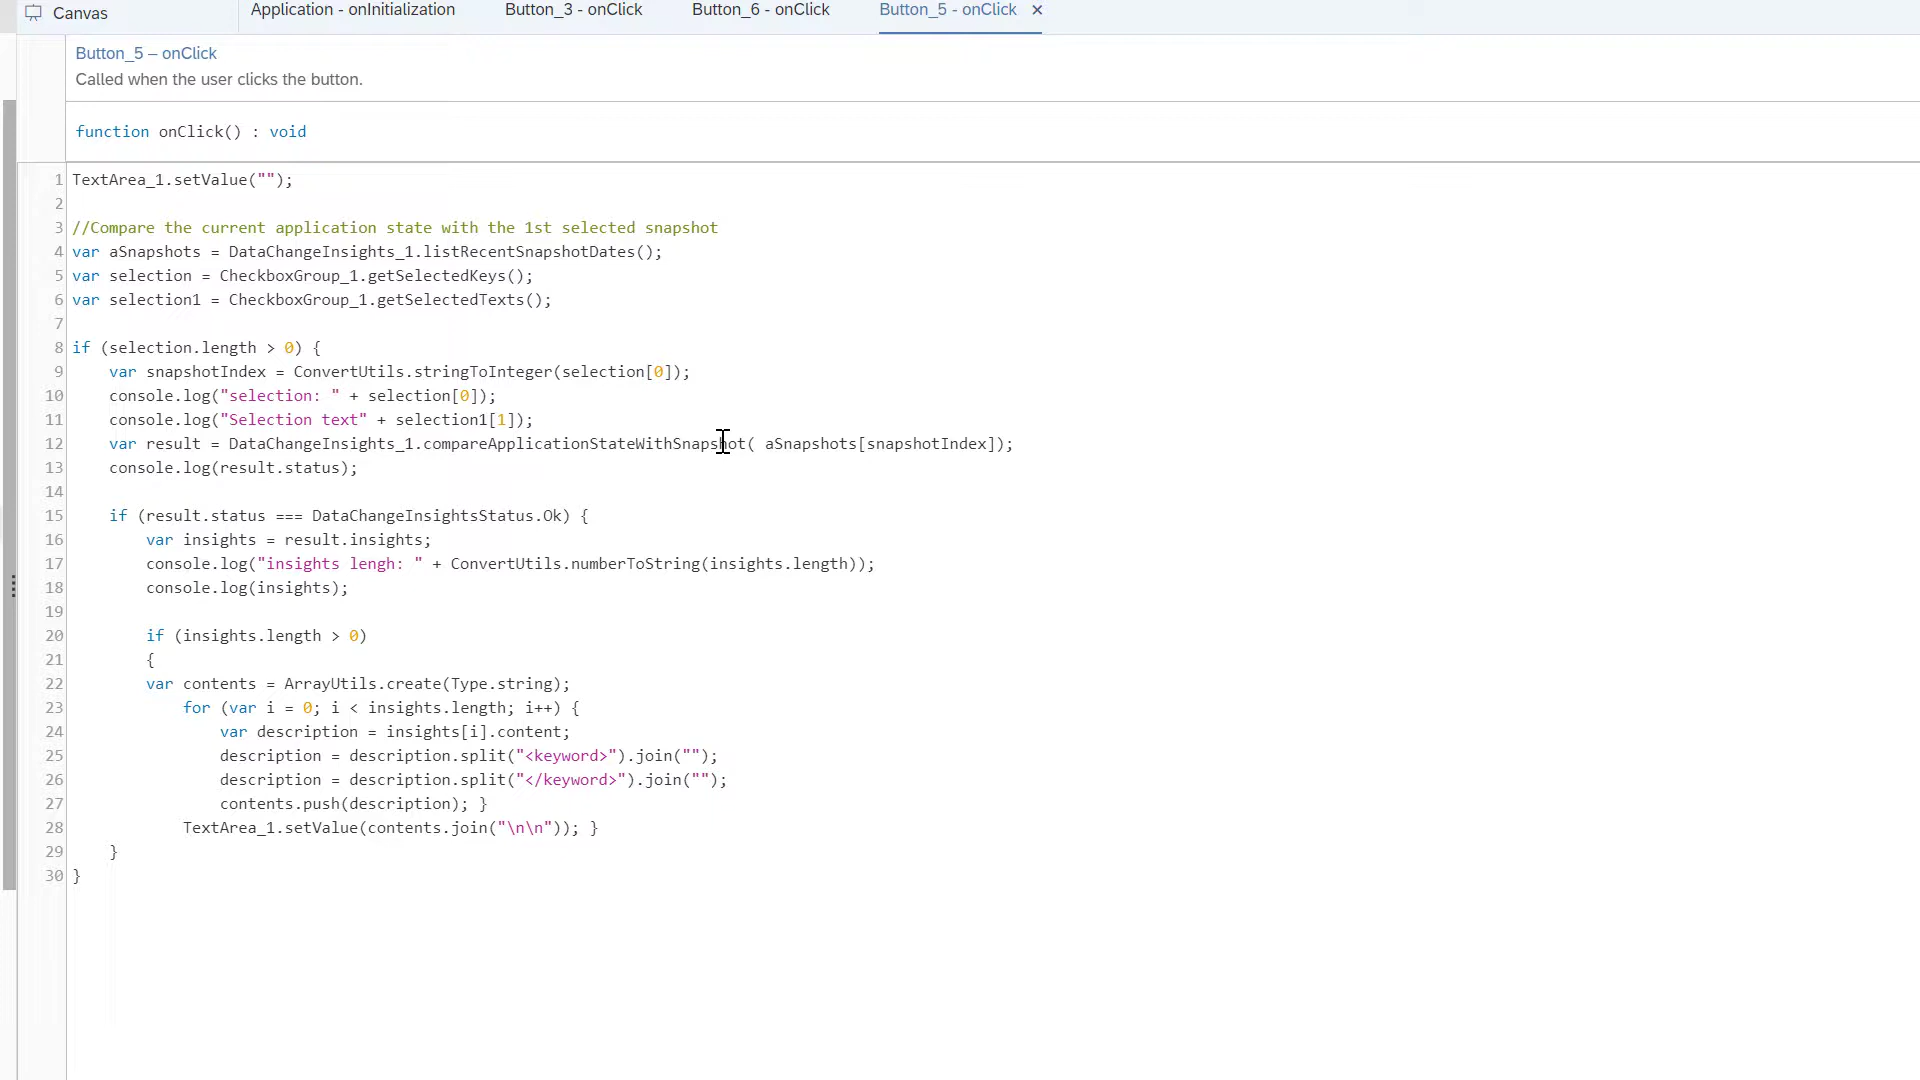 Canvas
Application - onInitialization
Button_3 - onClick
Button_6 - onClick
Button_5 - onClick ×
Button_5 – onClick
Called when the user clicks the button.
function onClick() : void
1 TextArea_1.setValue("");
2
3 //Compare the current application state with the 1st selected snapshot
4 var aSnapshots = DataChangeInsights_1.listRecentSnapshotDates();
5 var selection = CheckboxGroup_1.getSelectedKeys();
6 var selection1 = CheckboxGroup_1.getSelectedTexts();
7
8 if (selection.length > 0) {
9 var snapshotIndex = ConvertUtils.stringToInteger(selection[0]);
10 console.log("selection: " + selection[0]);
11 console.log("Selection text" + selection1[1]);
12 var result = DataChangeInsights_1.compareApplicationStateWithSnapshot( aSnapshots[snapshotIndex]);
13 console.log(result.status);
14
15 if (result.status === DataChangeInsightsStatus.Ok) {
16 var insights = result.insights;
17 console.log("insights lengh: " + ConvertUtils.numberToString(insights.length));
18 console.log(insights);
19
20 if (insights.length > 0)
21 {
22 var contents = ArrayUtils.create(Type.string);
23 for (var i = 0; i < insights.length; i++) {
24 var description = insights[i].content;
25 description = description.split("<keyword>").join("");
26 description = description.split("</keyword>").join("");
27 contents.push(description); }
28 TextArea_1.setValue(contents.join("\n\n")); }
29 }
30 }